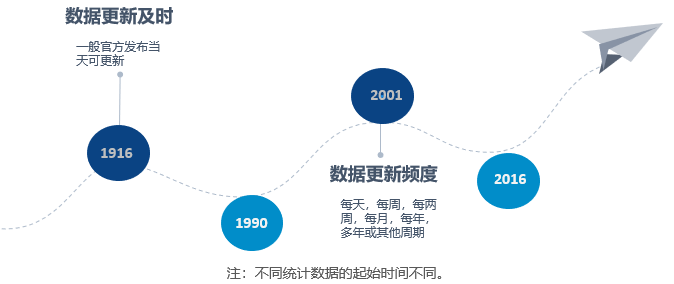 数据更新及时
一般官方发布当
天可更新
1916
1990
2001
数据更新频度
每天，每周，每两
周，每月，每年，
多年或其他周期
2016
注：不同统计数据的起始时间不同。